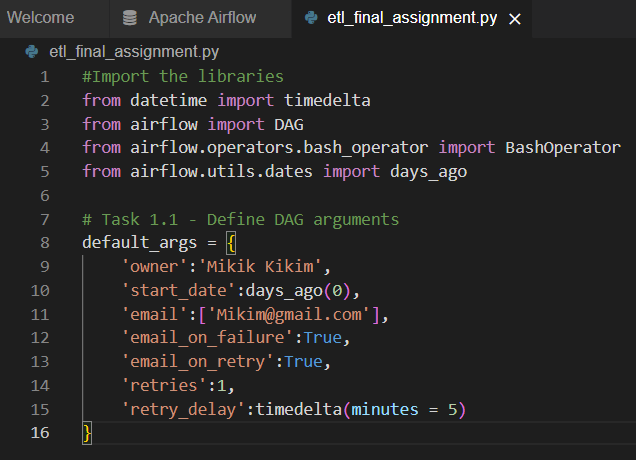 Welcome Apache Airflow etl_final_assignment.py ×
etl_final_assignment.py
1 #Import the libraries
2 from datetime import timedelta
3 from airflow import DAG
4 from airflow.operators.bash_operator import BashOperator
5 from airflow.utils.dates import days_ago
6
7 # Task 1.1 - Define DAG arguments
8 default_args = {
9     'owner':'Mikik Kikim',
10     'start_date':days_ago(0),
11     'email':['Mikim@gmail.com'],
12     'email_on_failure':True,
13     'email_on_retry':True,
14     'retries':1,
15     'retry_delay':timedelta(minutes = 5)
16 }